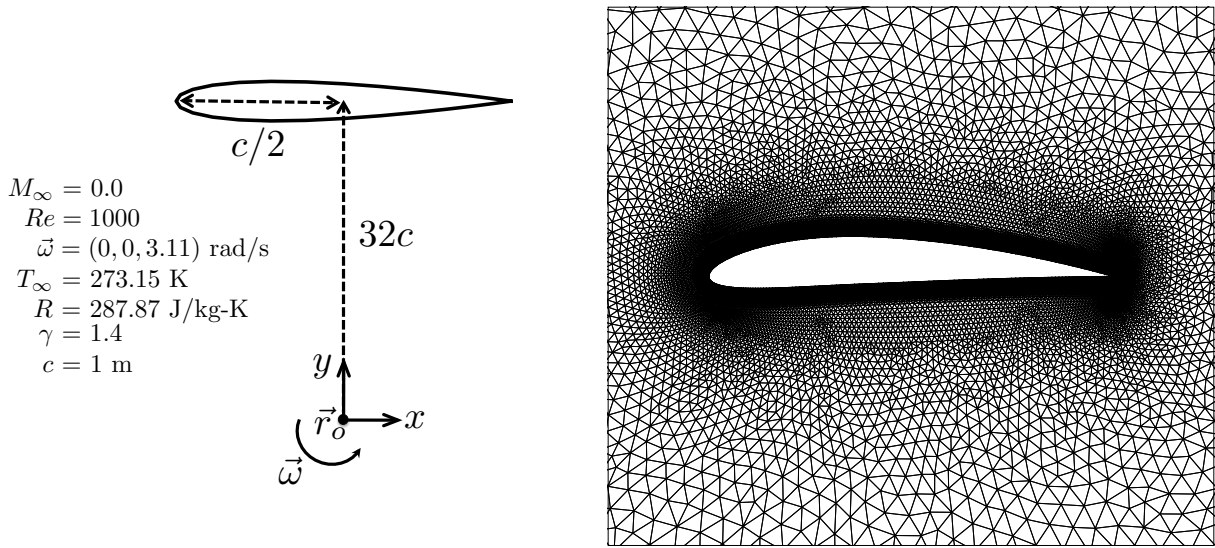 c/2
M∞ = 0.0
Re = 1000
ω⃗ = (0, 0, 3.11) rad/s
T∞ = 273.15 K
R = 287.87 J/kg-K
γ = 1.4
c = 1 m
32c
y
r⃗o
x
ω⃗